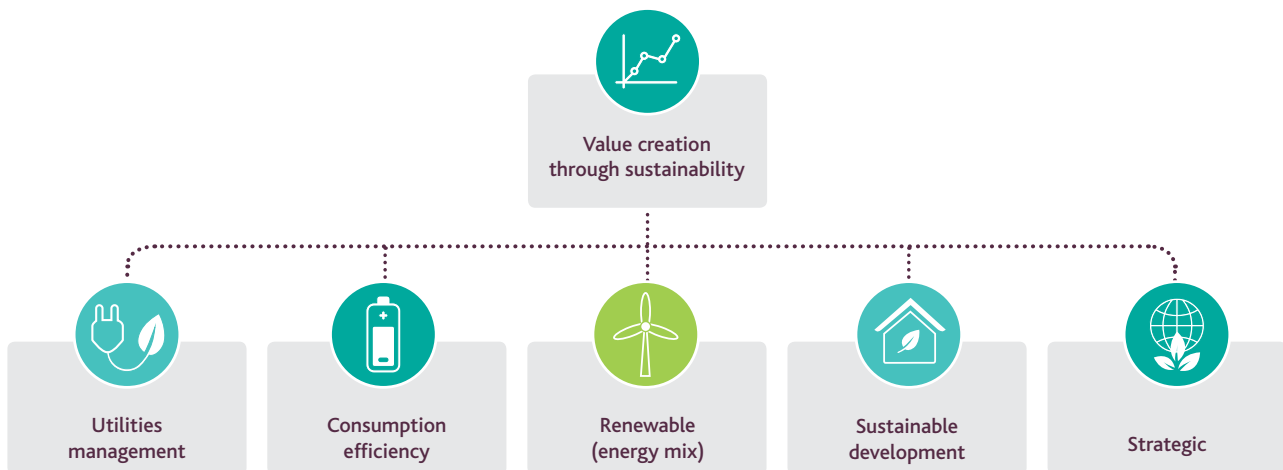 Value creation
through sustainability
Utilities
management
Consumption
efficiency
Renewable
(energy mix)
Sustainable
development
Strategic